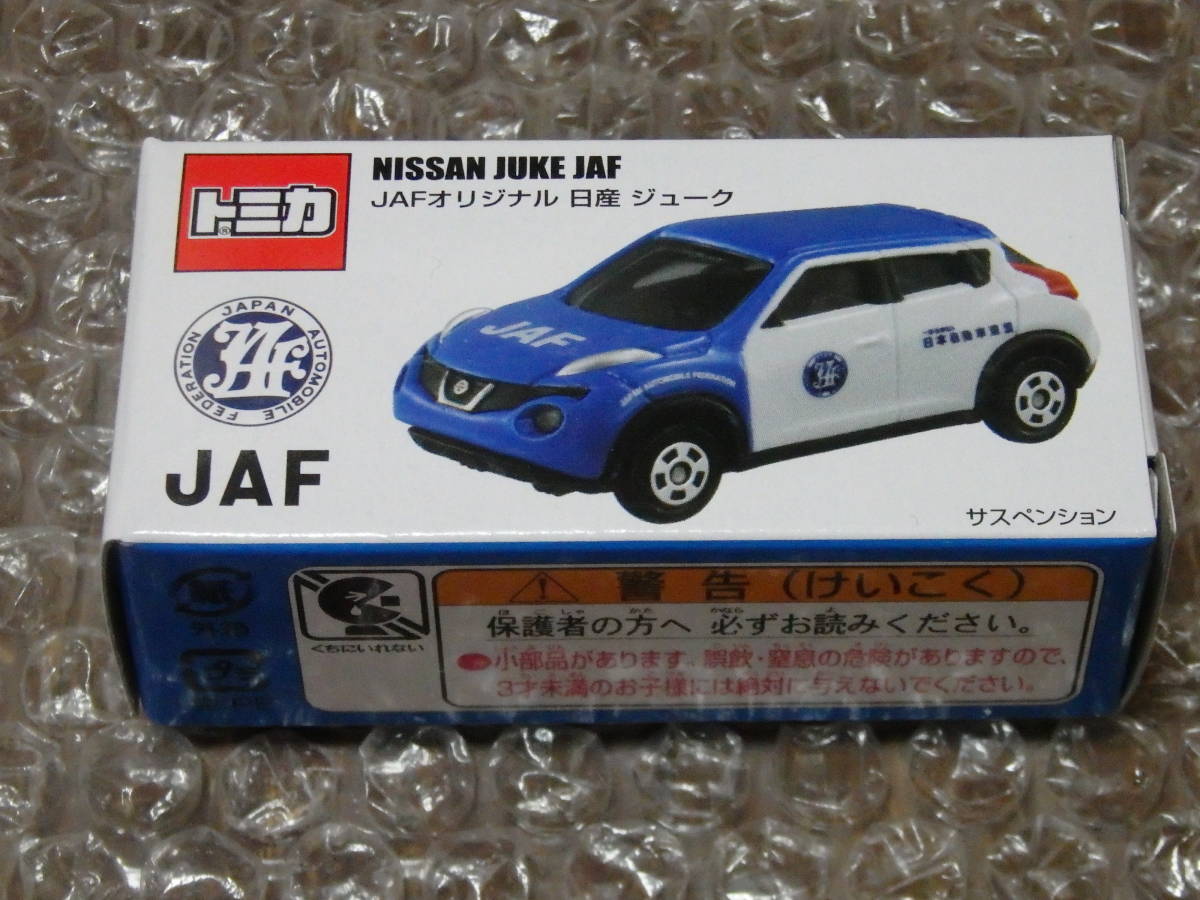 トミカ®
NISSAN JUKE JAF
JAFオリジナル 日産 ジューク
JAPAN AUTOMOBILE FEDERATION
JAF
JAF
JAPAN AUTOMOBILE FEDERATION
日本自動車連盟
サスペンション
くちにいれない
警告(けいこく)
保護者の方へ 必ずお読みください。
●小部品があります。誤飲・窒息の危険がありますので、
3才未満のお子様には絶対に与えないでください。